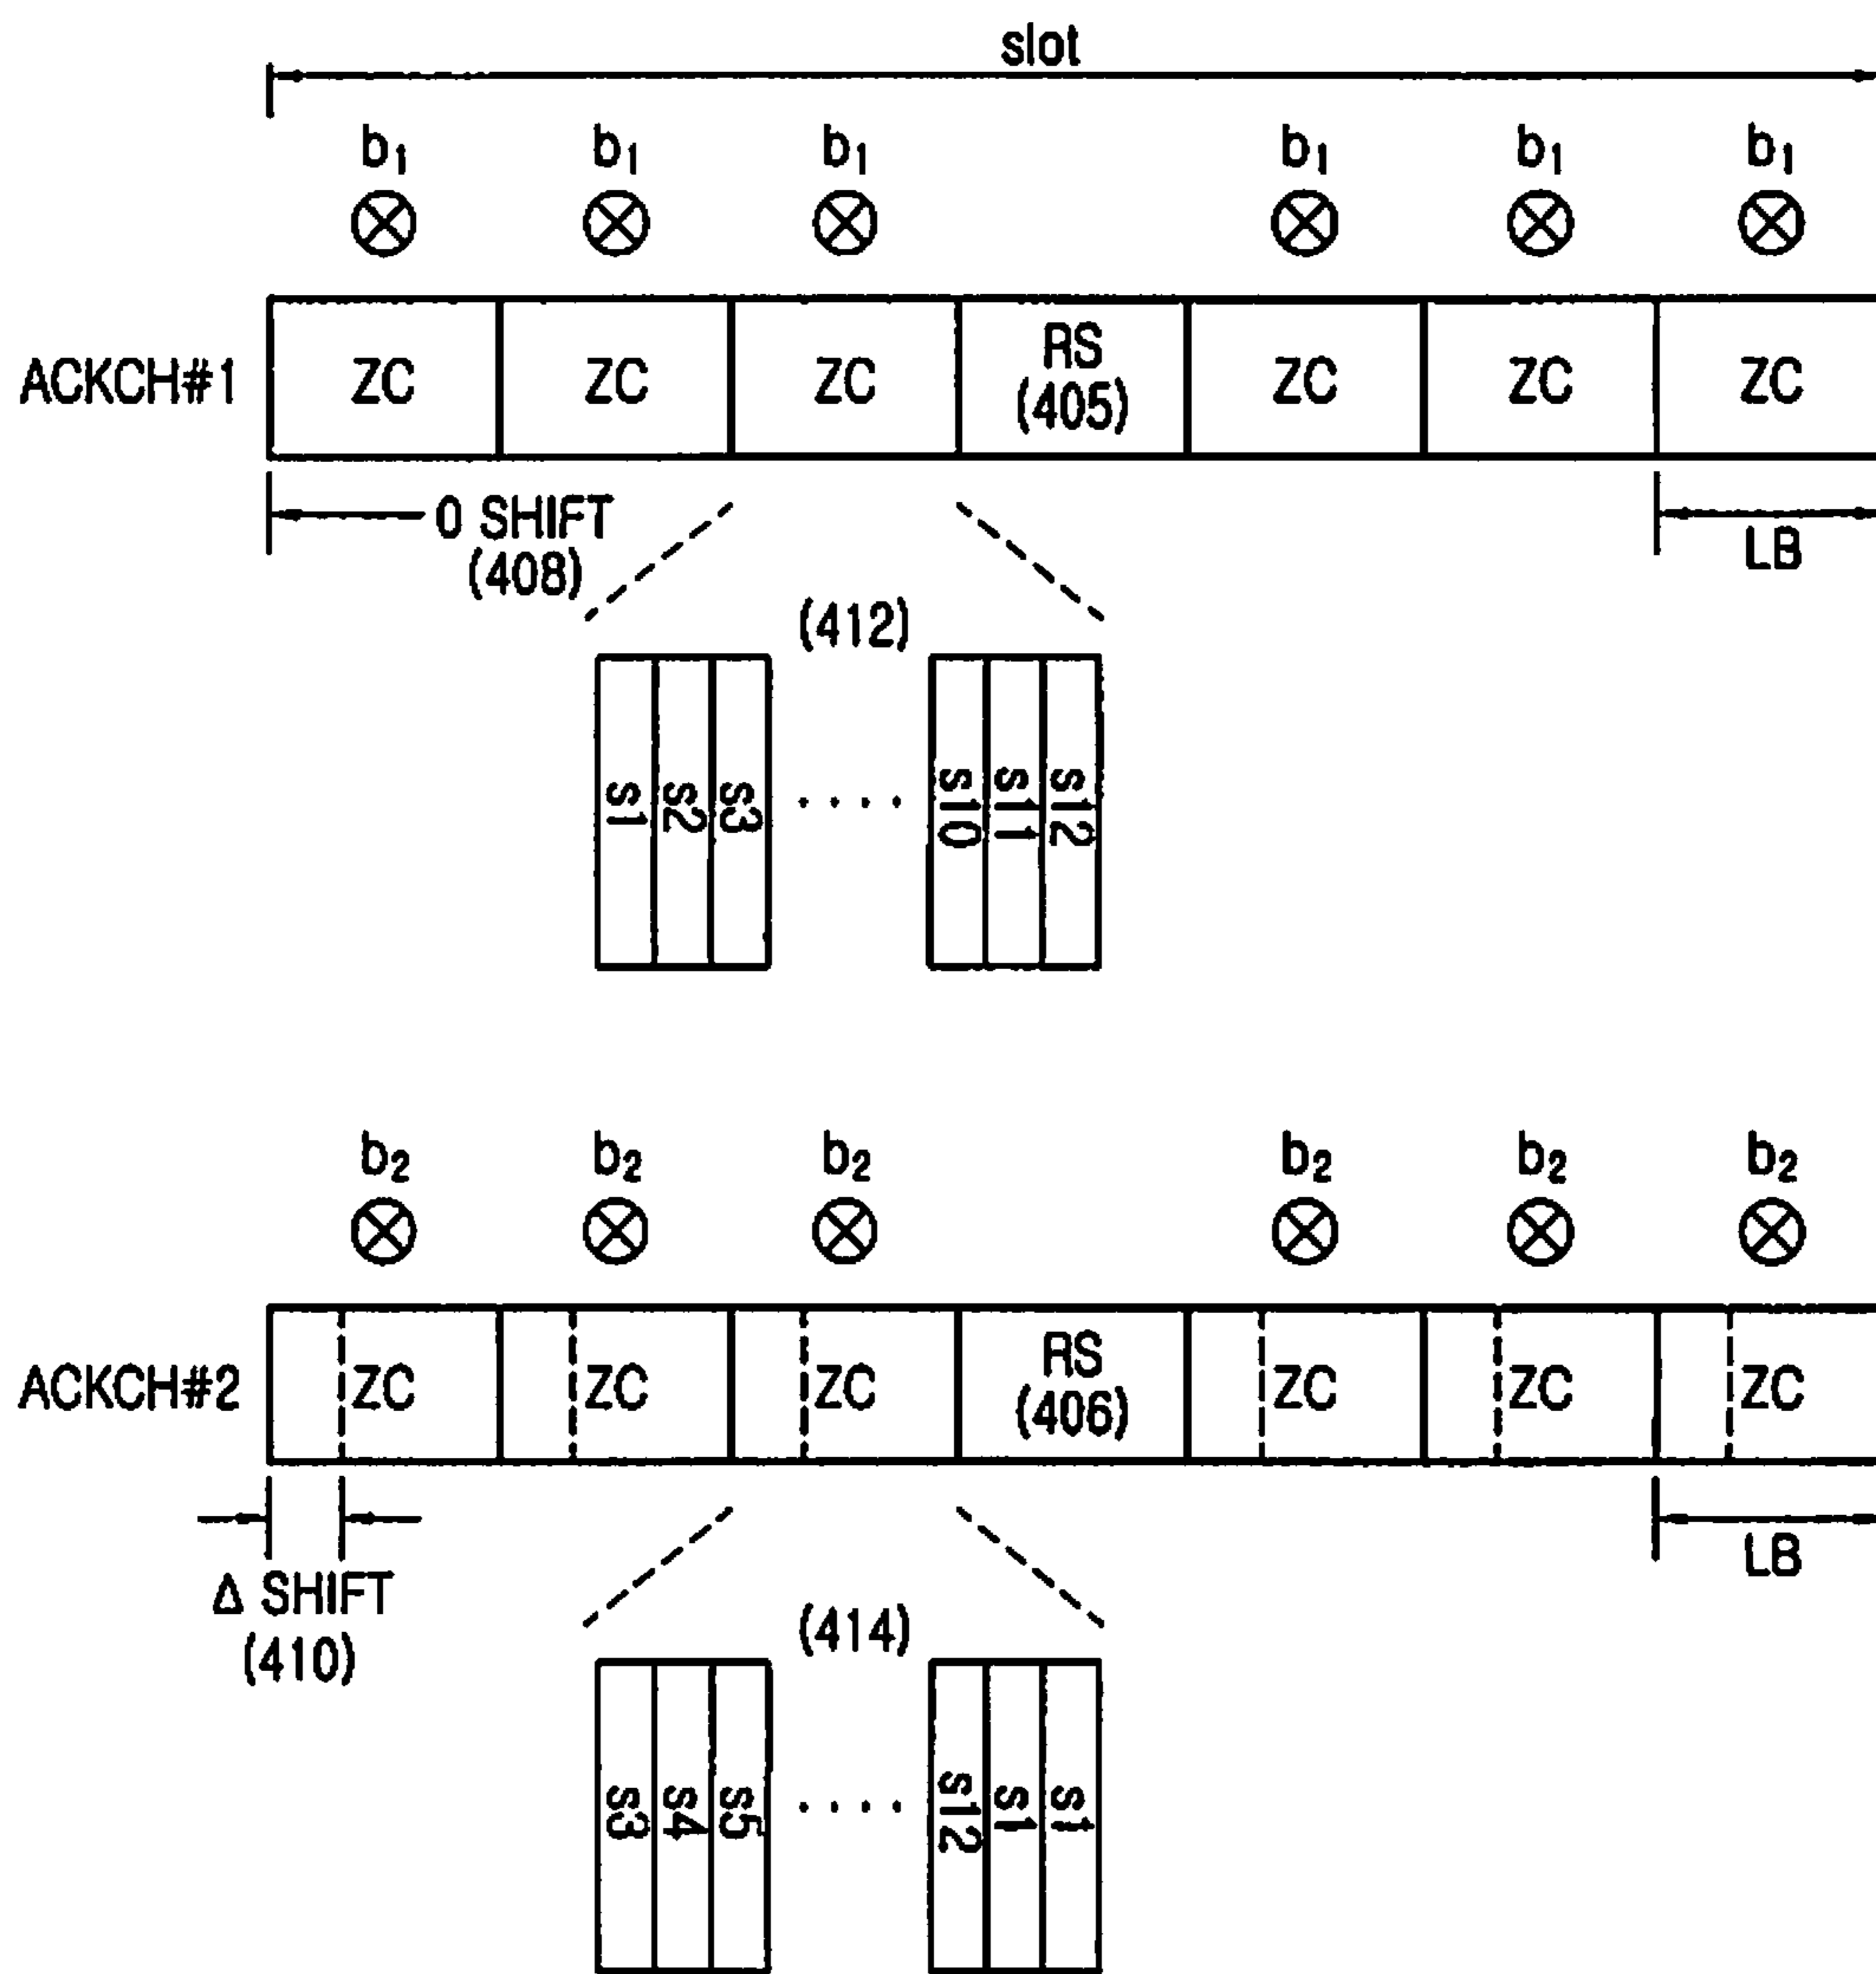 slot
b1 b1 b1 b1 b1 b1
ACKCH#1 ZC ZC ZC RS (405) ZC ZC ZC
0 SHIFT (408)
LB
(412)
s1 s2 s3 .... s10 s11 s12
b2 b2 b2 b2 b2 b2
ACKCH#2 ZC ZC ZC RS (406) ZC ZC ZC
Δ SHIFT (410)
LB
(414)
s3 s4 s5 .... s12 s1 s1